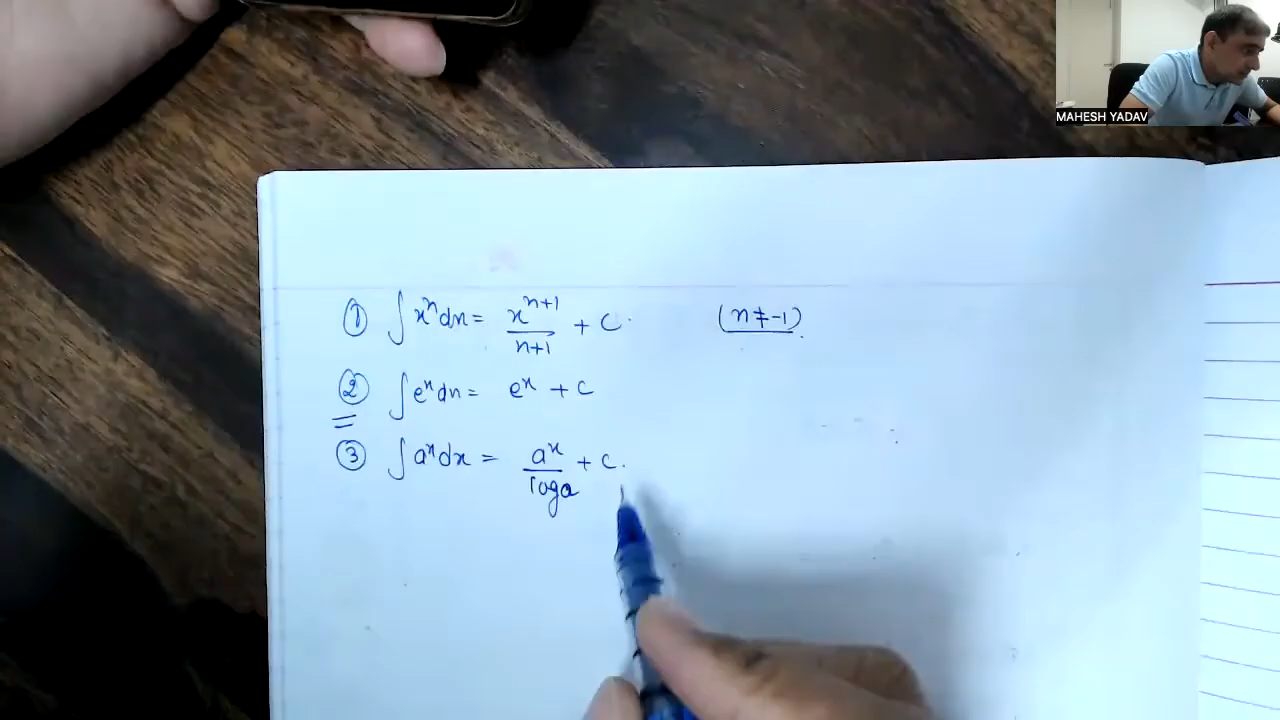 MAHESH YADAV
① ∫xⁿdx = xⁿ⁺¹/n+1 + C. (n≠-1)
② ∫eˣdx = eˣ + C
③ ∫aˣdx = aˣ/loga + C.